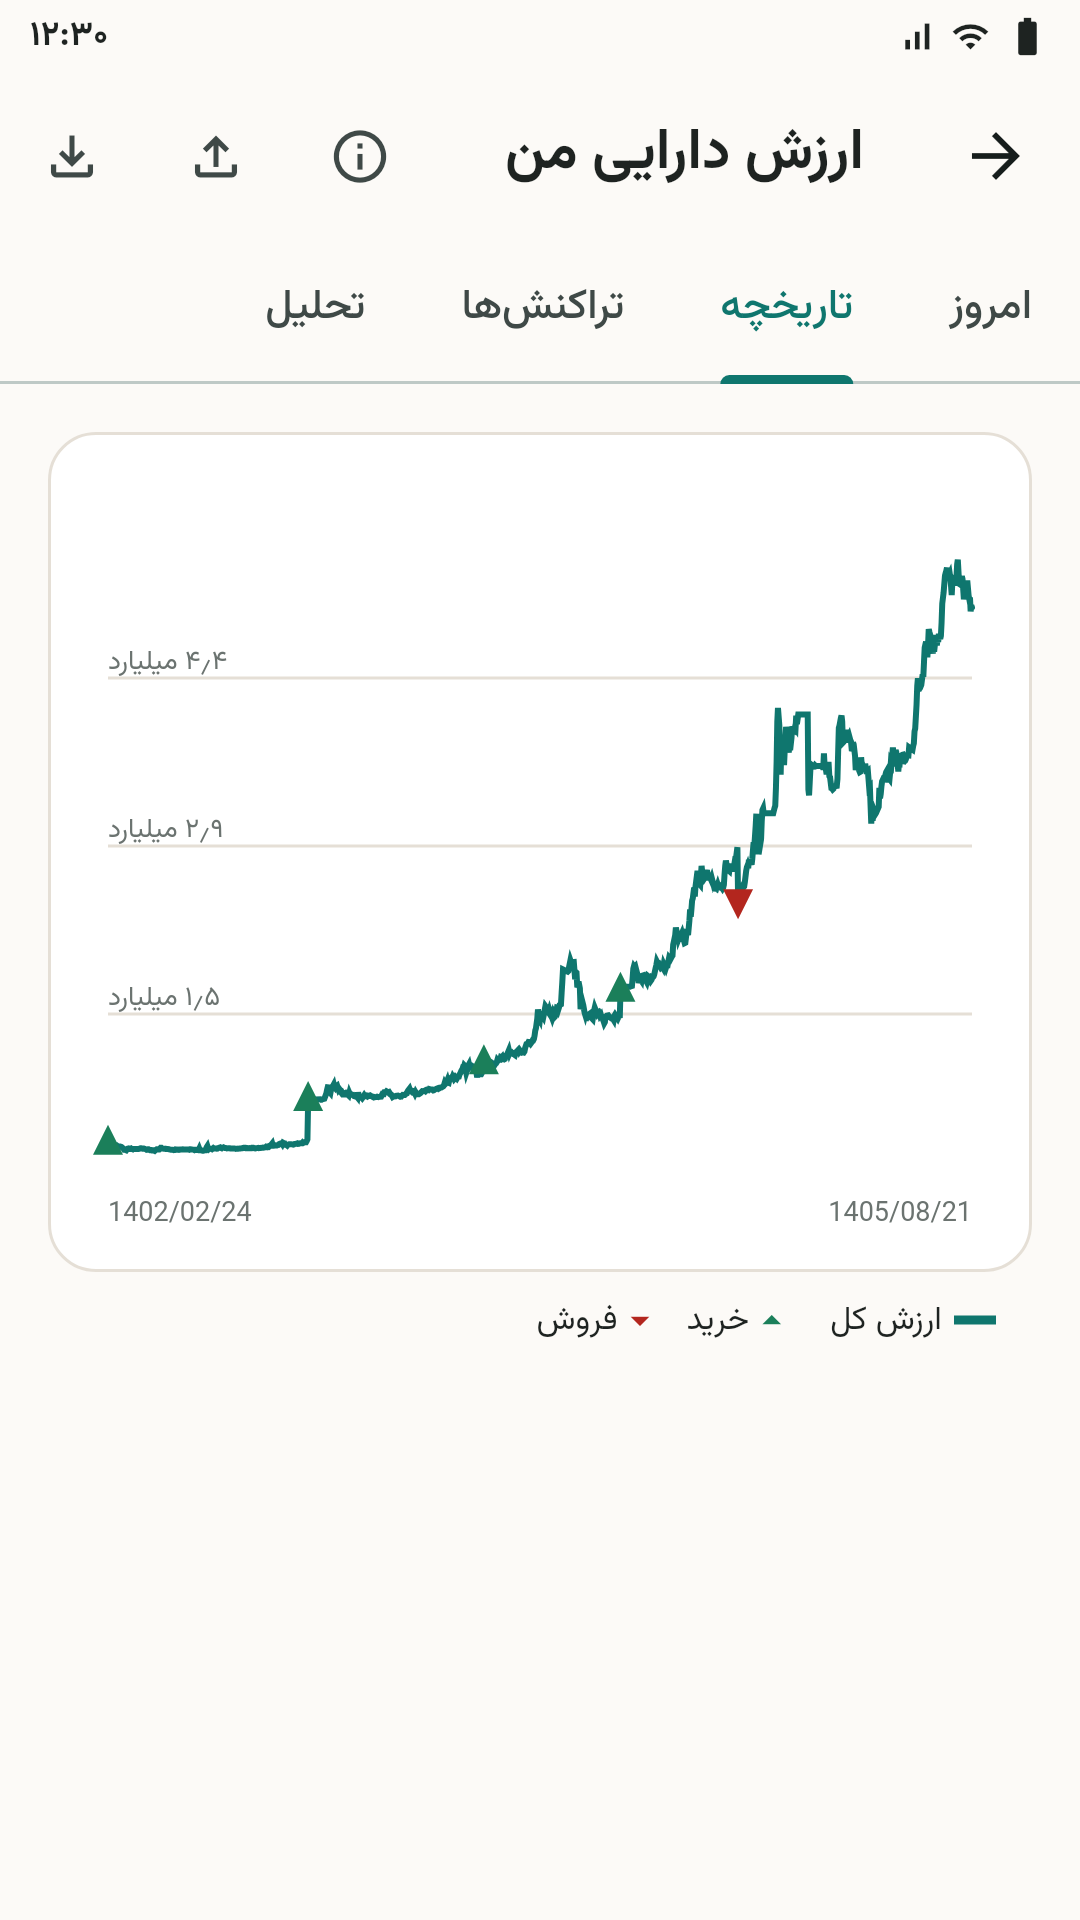 ۱۲:۳۰
ارزش دارایی من
امروز تاریخچه تراکنش‌ها تحلیل
۴٫۴ میلیارد
۲٫۹ میلیارد
۱٫۵ میلیارد
1402/02/24 1405/08/21
ارزش کل خرید فروش